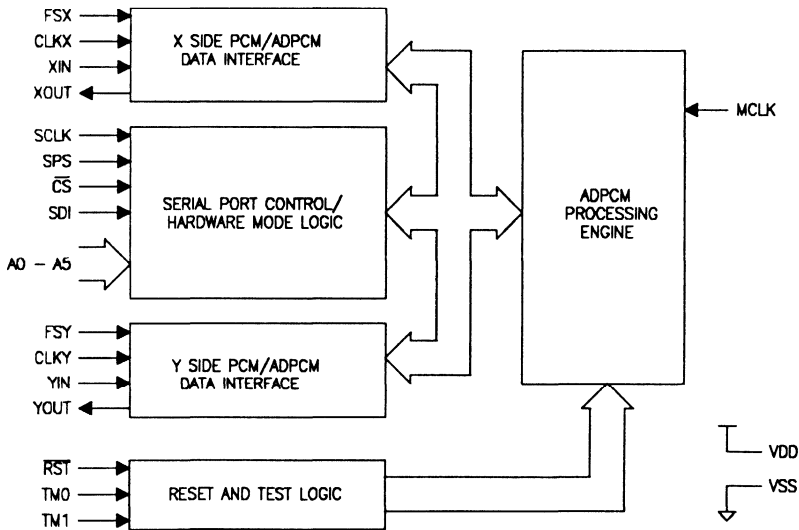 FSX
CLKX
XIN
XOUT
X SIDE PCM/ADPCM
DATA INTERFACE
SCLK
SPS
CS
SDI
A0 – A5
SERIAL PORT CONTROL/
HARDWARE MODE LOGIC
FSY
CLKY
YIN
YOUT
Y SIDE PCM/ADPCM
DATA INTERFACE
RST
TM0
TM1
RESET AND TEST LOGIC
ADPCM
PROCESSING
ENGINE
MCLK
VDD
VSS